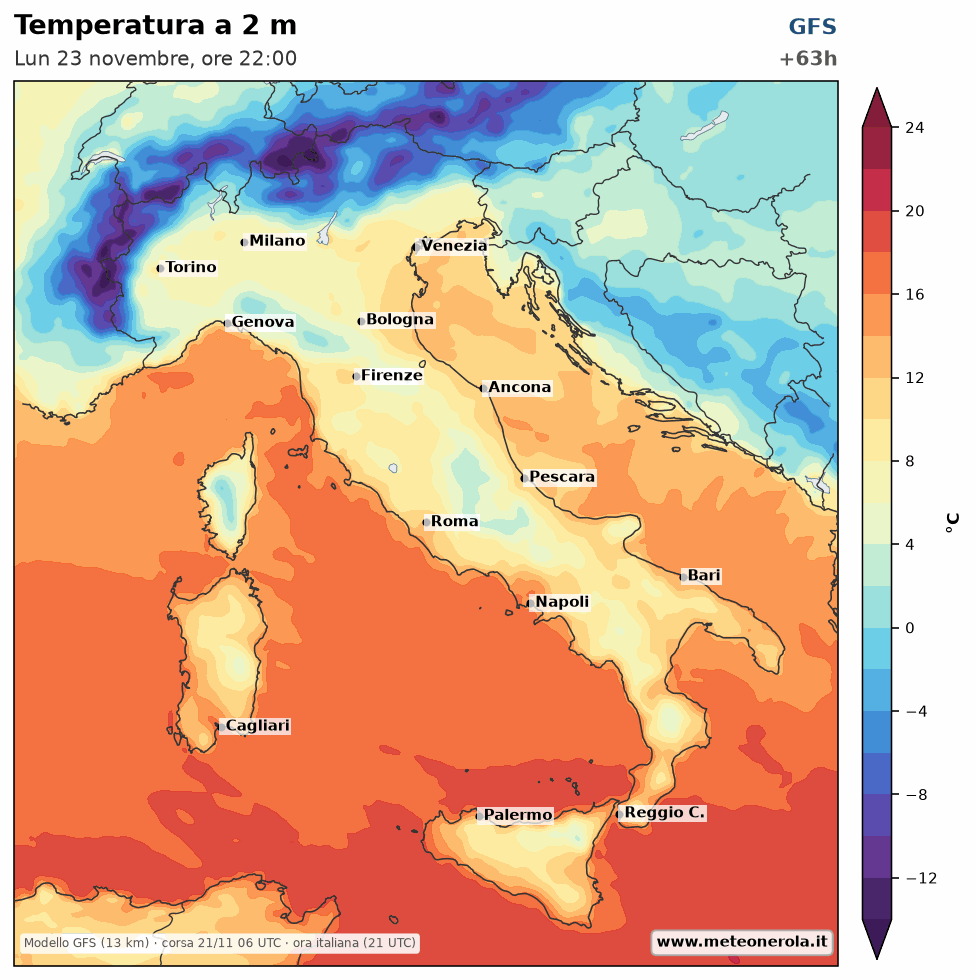 Temperatura a 2 m
GFS
Lun 23 novembre, ore 22:00
+63h
24
20
16
12
8
4
0
−4
−8
−12
°C
Milano
Venezia
Torino
Genova
Bologna
Firenze
Ancona
Pescara
Roma
Bari
Napoli
Cagliari
Palermo
Reggio C.
Modello GFS (13 km) · corsa 21/11 06 UTC · ora italiana (21 UTC)
www.meteonerola.it